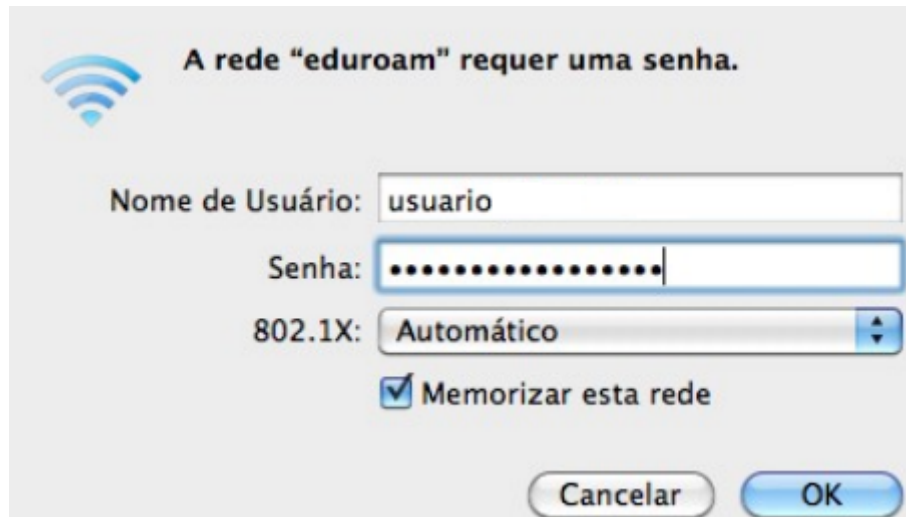 A rede “eduroam” requer uma senha.
Nome de Usuário: usuario
Senha: •••••••••••••••••
802.1X: Automático
Memorizar esta rede
Cancelar OK